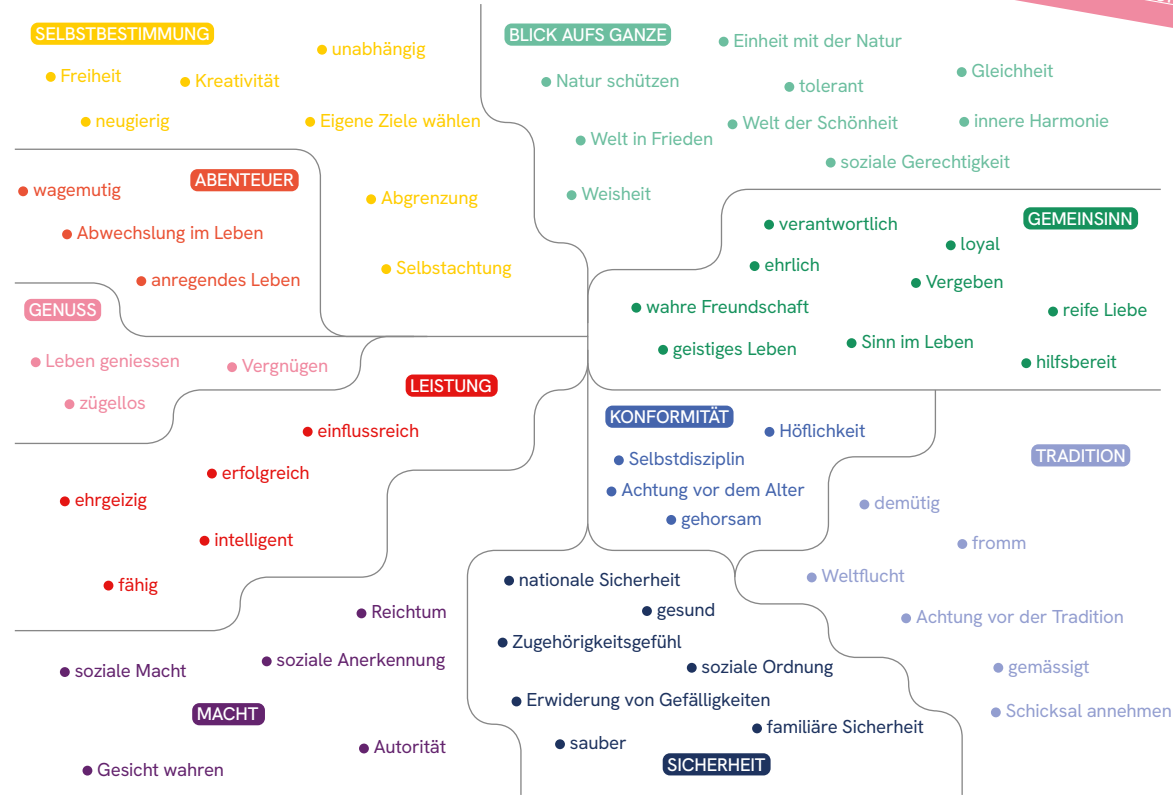 SELBSTBESTIMMUNG
unabhängig
Freiheit
Kreativität
neugierig
Eigene Ziele wählen
Abgrenzung
Selbstachtung
BLICK AUFS GANZE
Einheit mit der Natur
Natur schützen
tolerant
Gleichheit
Welt in Frieden
Welt der Schönheit
innere Harmonie
soziale Gerechtigkeit
Weisheit
ABENTEUER
wagemutig
Abwechslung im Leben
anregendes Leben
GEMEINSINN
verantwortlich
loyal
ehrlich
Vergeben
wahre Freundschaft
reife Liebe
geistiges Leben
Sinn im Leben
hilfsbereit
GENUSS
Leben geniessen
Vergnügen
zügellos
LEISTUNG
einflussreich
erfolgreich
ehrgeizig
intelligent
fähig
KONFORMITÄT
Höflichkeit
Selbstdisziplin
Achtung vor dem Alter
gehorsam
TRADITION
demütig
fromm
Weltflucht
Achtung vor der Tradition
gemässigt
Schicksal annehmen
Reichtum
soziale Anerkennung
soziale Macht
MACHT
Autorität
Gesicht wahren
nationale Sicherheit
gesund
Zugehörigkeitsgefühl
soziale Ordnung
Erwiderung von Gefälligkeiten
familiäre Sicherheit
sauber
SICHERHEIT